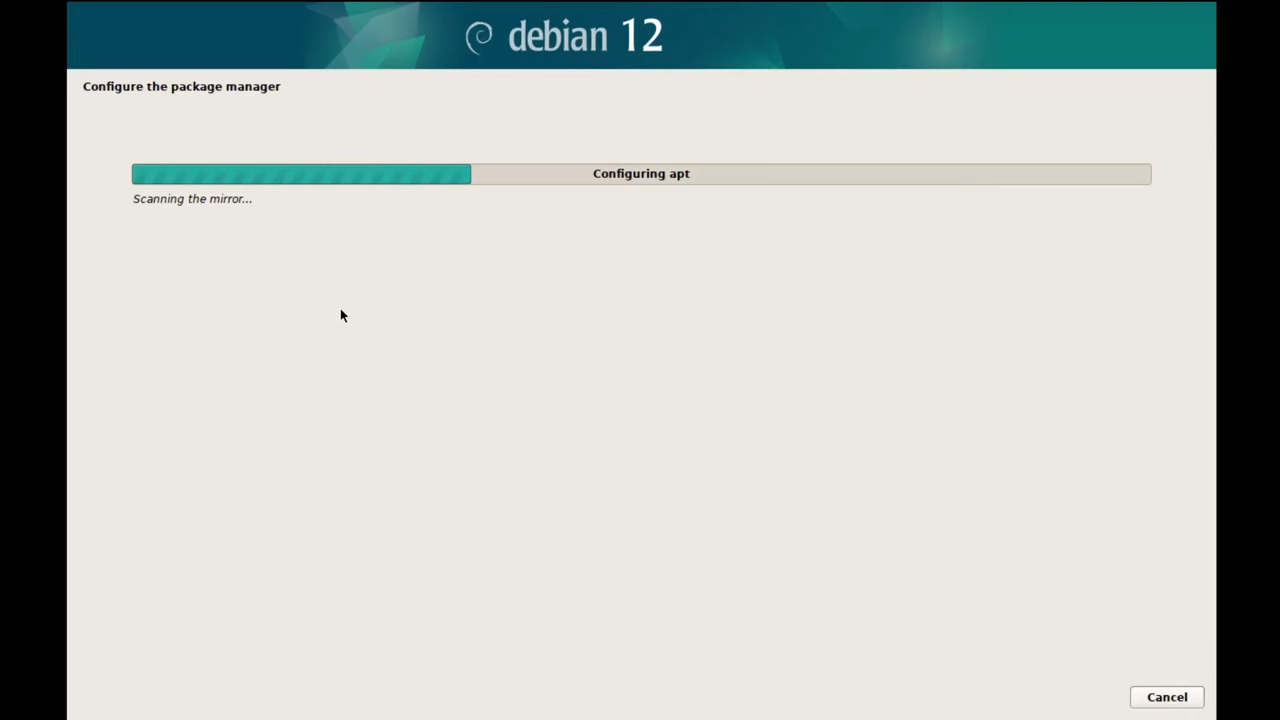 debian 12
Configure the package manager
Configuring apt
Scanning the mirror...
Cancel